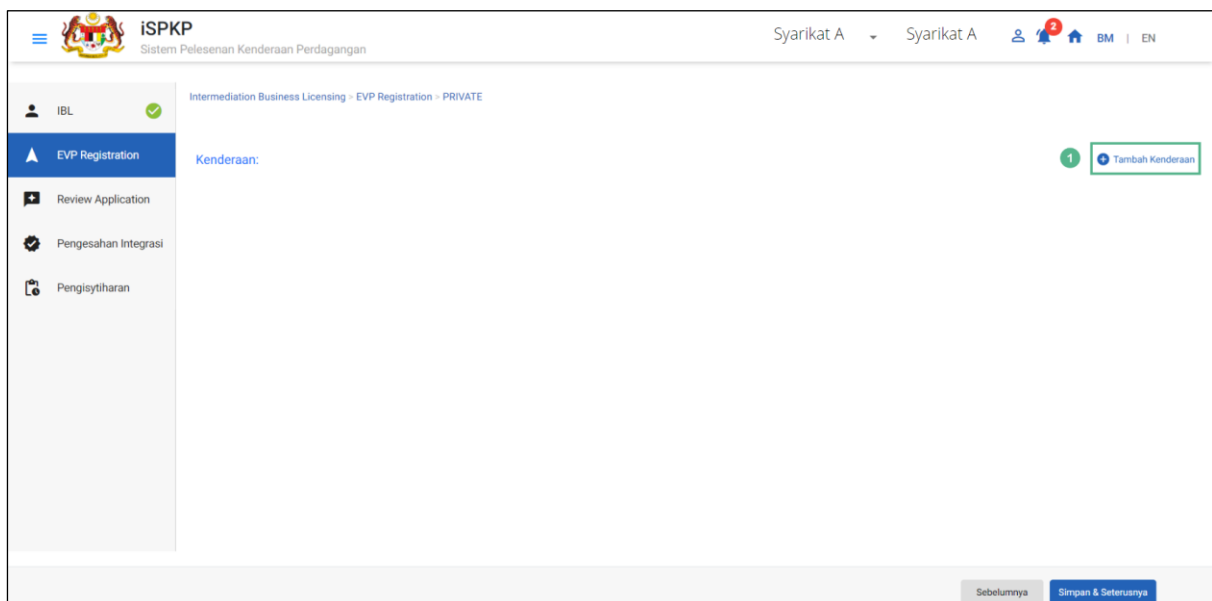 iSPKP
Sistem Pelesenan Kenderaan Perdagangan
Syarikat A Syarikat A 2 BM | EN
IBL
EVP Registration
Review Application
Pengesahan Integrasi
Pengisytiharan
Intermediation Business Licensing > EVP Registration > PRIVATE
Kenderaan:
1 Tambah Kenderaan
Sebelumnya Simpan & Seterusnya